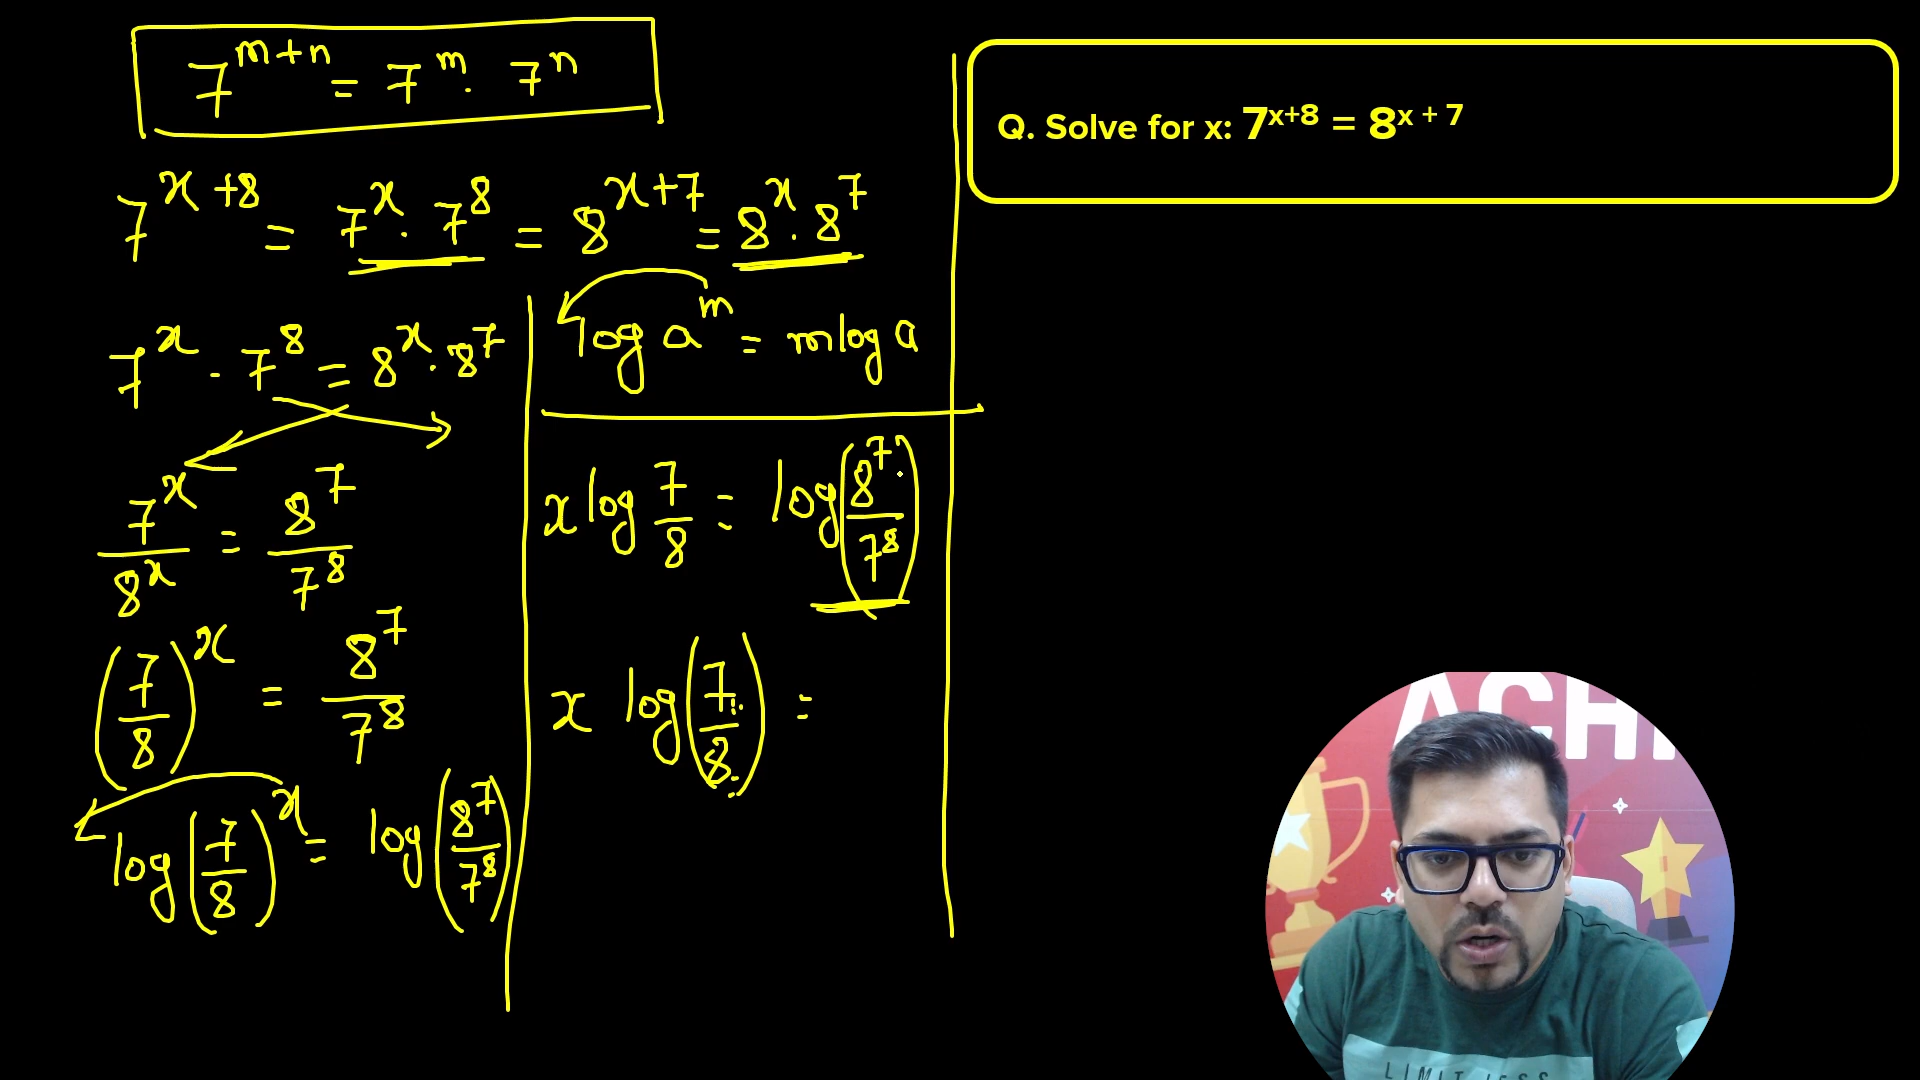 7^{m+n} = 7^m · 7^n
7^{x+8} = 7^x · 7^8 = 8^{x+7} = 8^x · 8^7
7^x · 7^8 = 8^x · 8^7
7^x / 8^x = 8^7 / 7^8
(7/8)^x = 8^7 / 7^8
log(7/8)^x = log(8^7 / 7^8)
log a^m = m log a
x log 7/8 = log(8^7 / 7^8)
x log(7/8) =
Q. Solve for x: 7^{x+8} = 8^{x + 7}
ACHI
LIMITLESS